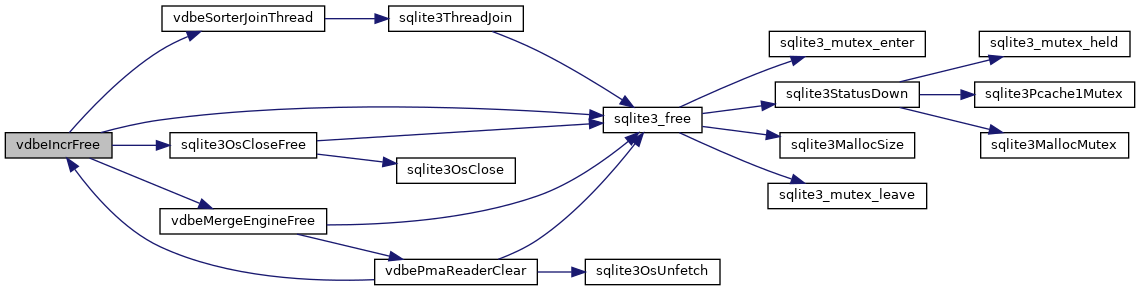 vdbeSorterJoinThread
sqlite3ThreadJoin
sqlite3_mutex_enter
sqlite3_mutex_held
sqlite3StatusDown
sqlite3Pcache1Mutex
sqlite3_free
vdbeIncrFree
sqlite3OsCloseFree
sqlite3MallocSize
sqlite3MallocMutex
sqlite3OsClose
sqlite3_mutex_leave
vdbeMergeEngineFree
vdbePmaReaderClear
sqlite3OsUnfetch